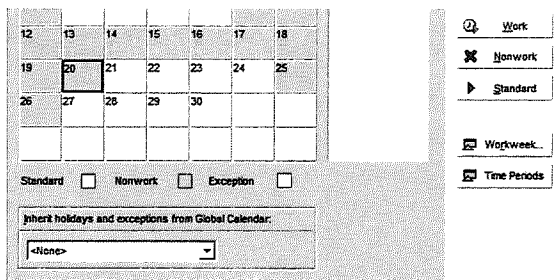 12 13 14 15 16 17 18
19 20 21 22 23 24 25
26 27 28 29 30
Standard Nonwork Exception
Inherit holidays and exceptions from Global Calendar:
<None>
Work
Nonwork
Standard
Workweek...
Time Periods